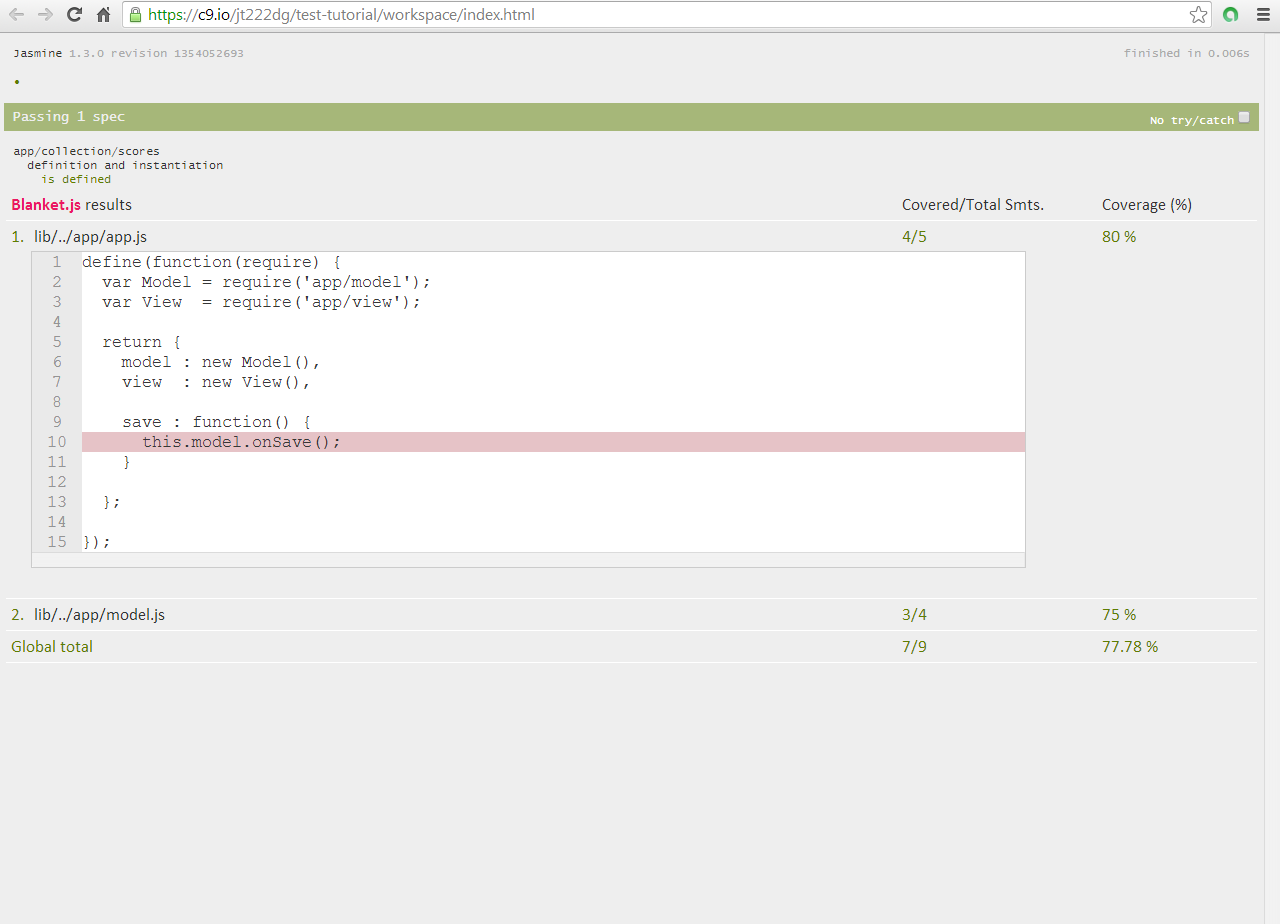 https://c9.io/jt222dg/test-tutorial/workspace/index.html
Jasmine 1.3.0 revision 1354052693 finished in 0.006s
•
Passing 1 spec No try/catch
app/collection/scores
definition and instantiation
is defined
Blanket.js results Covered/Total Smts. Coverage (%)
1. lib/../app/app.js 4/5 80 %
1 define(function(require) {
2 var Model = require('app/model');
3 var View  = require('app/view');
4
5 return {
6 model : new Model(),
7 view  : new View(),
8
9 save : function() {
10 this.model.onSave();
11 }
12
13 };
14
15 });
2. lib/../app/model.js 3/4 75 %
Global total 7/9 77.78 %